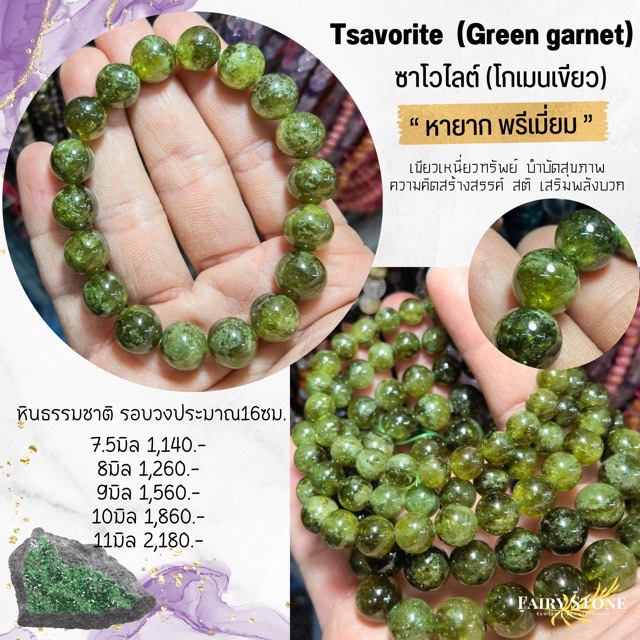 Tsavorite (Green garnet)
ซาโวไลต์ (โกเมนเขียว)
“ หายาก พรีเมี่ยม ”
เขียวเหนี่ยวทรัพย์ บำบัดสุขภาพ
ความคิดสร้างสรรค์ สติ เสริมพลังบวก
หินธรรมชาติ รอบวงประมาณ16ซม.
7.5มิล 1,140.-
8มิล 1,260.-
9มิล 1,560.-
10มิล 1,860.-
11มิล 2,180.-
FAIRY STONE